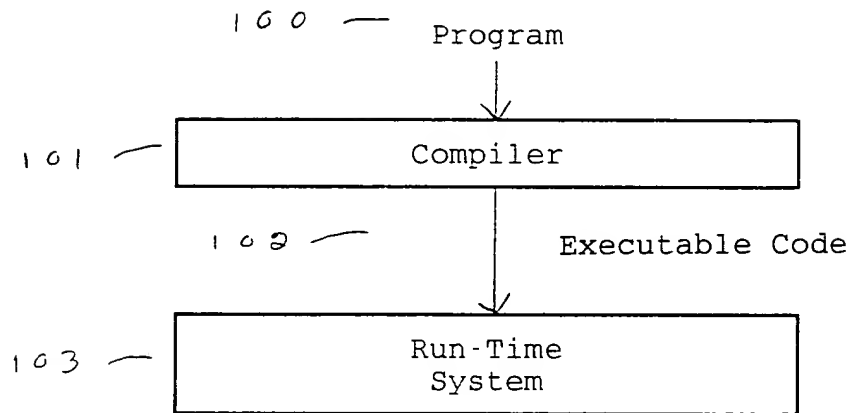 100 Program
101 Compiler
102 Executable Code
103 Run-Time
System